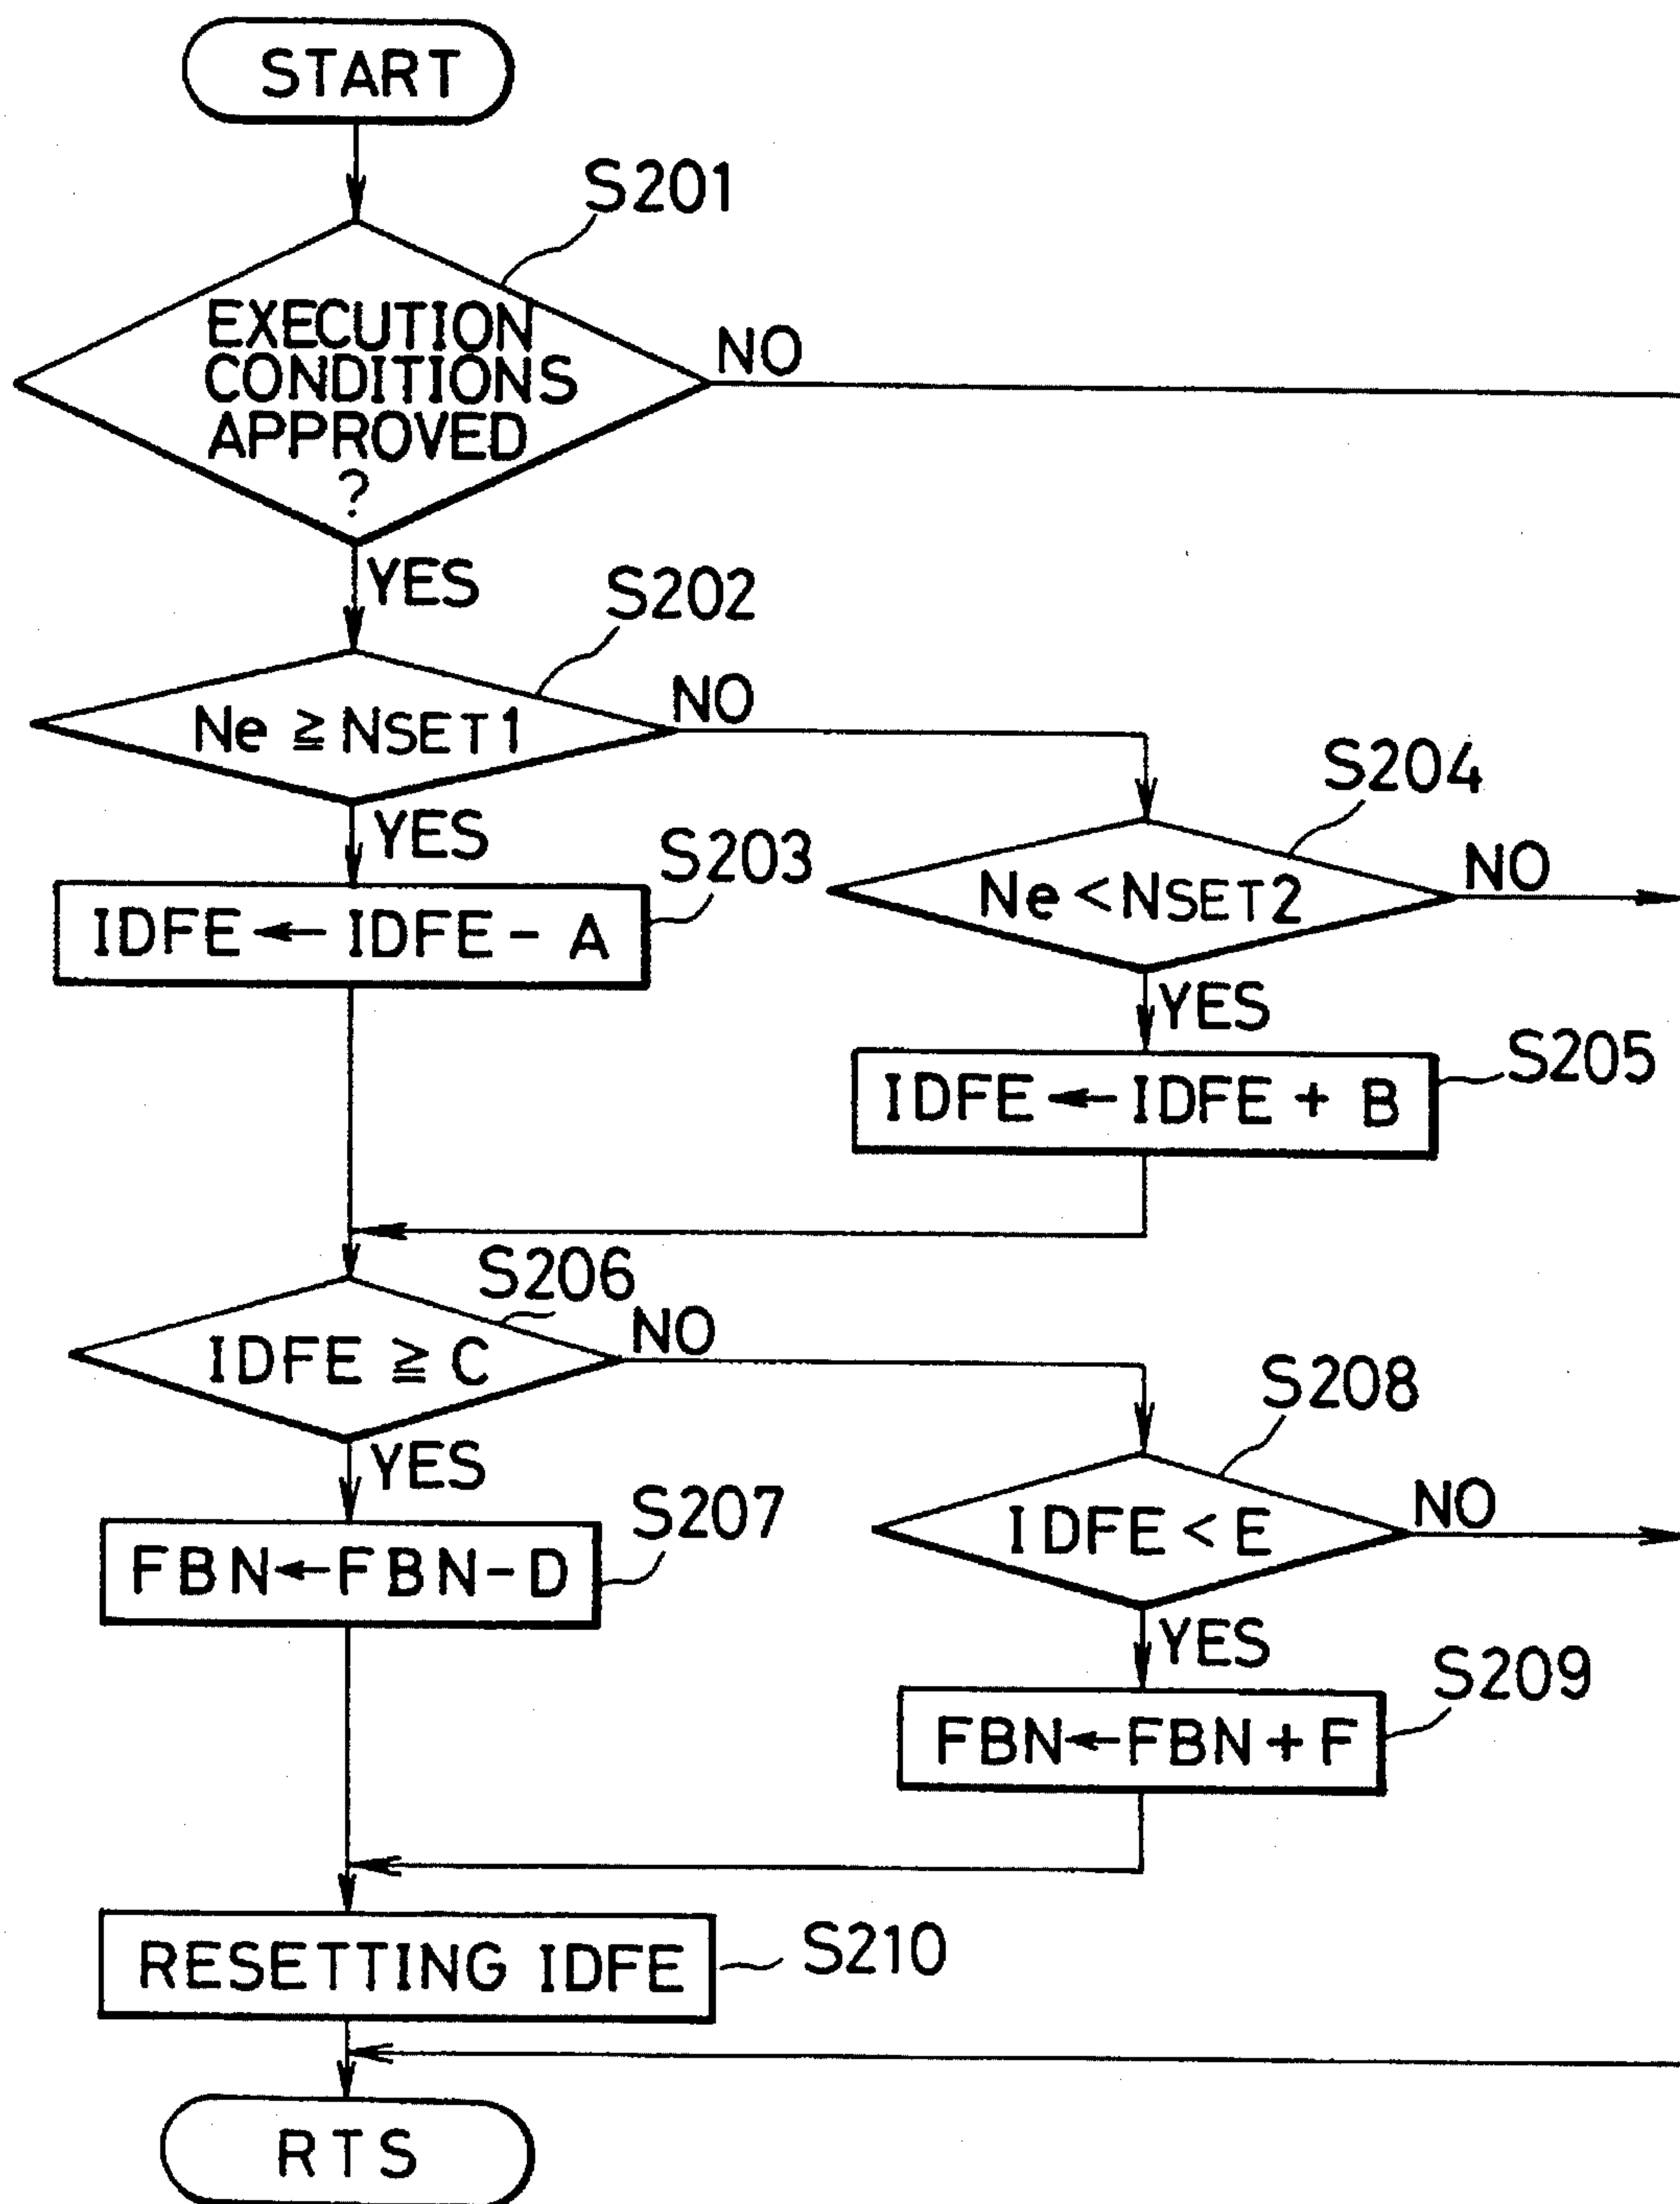 START
S201
EXECUTION
CONDITIONS
APPROVED
?
NO
YES
S202
Ne ≧ NSET1
NO
YES
S203
IDFE ← IDFE - A
S204
Ne < NSET2
NO
YES
S205
IDFE ← IDFE + B
S206
IDFE ≧ C
NO
YES
S207
FBN ← FBN - D
S208
IDFE < E
NO
YES
S209
FBN ← FBN + F
S210
RESETTING IDFE
RTS